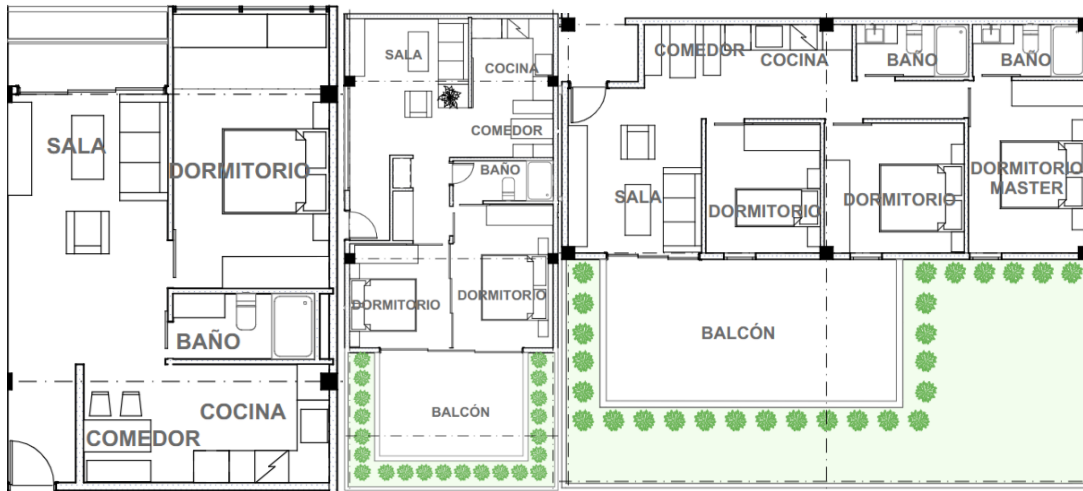 SALA
DORMITORIO
BAÑO
COCINA
COMEDOR
SALA
COCINA
COMEDOR
BAÑO
DORMITORIO
DORMITORIO
BALCÓN
COMEDOR
COCINA
BAÑO
BAÑO
SALA
DORMITORIO
DORMITORIO
DORMITORIO
MASTER
BALCÓN